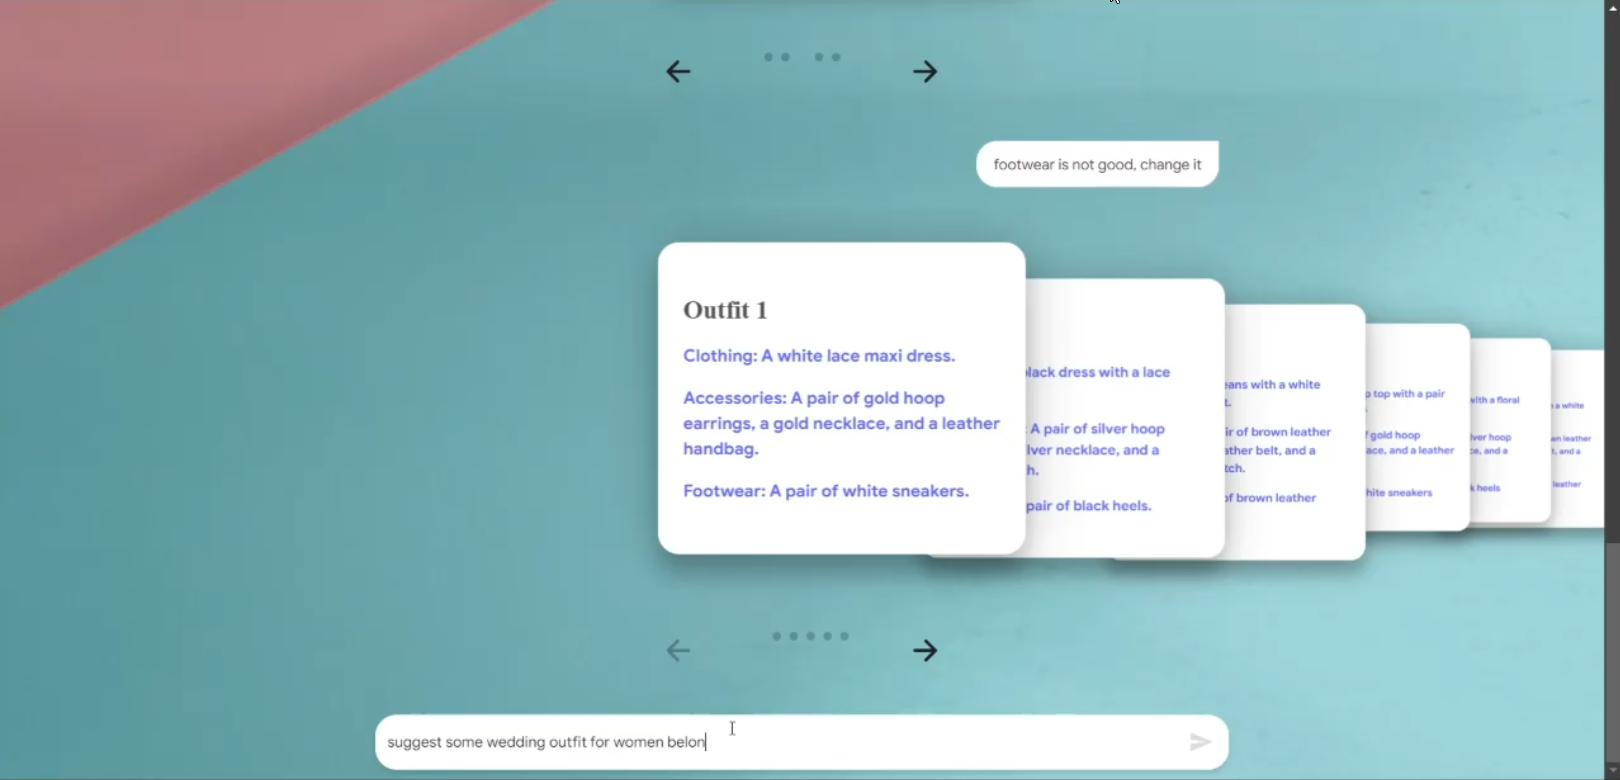 footwear is not good, change it
Outfit 1
Clothing: A white lace maxi dress.
Accessories: A pair of gold hoop
earrings, a gold necklace, and a leather
handbag.
Footwear: A pair of white sneakers.
black dress with a lace
: A pair of silver hoop
lver necklace, and a
h.
pair of black heels.
eans with a white
t.
ir of brown leather
ather belt, and a
tch.
of brown leather
p top with a pair
f gold hoop
ace, and a leather
hite sneakers
with a floral
lver hoop
ce, and a
k heels
a white
wn leather
t, and a
leather
suggest some wedding outfit for women belon